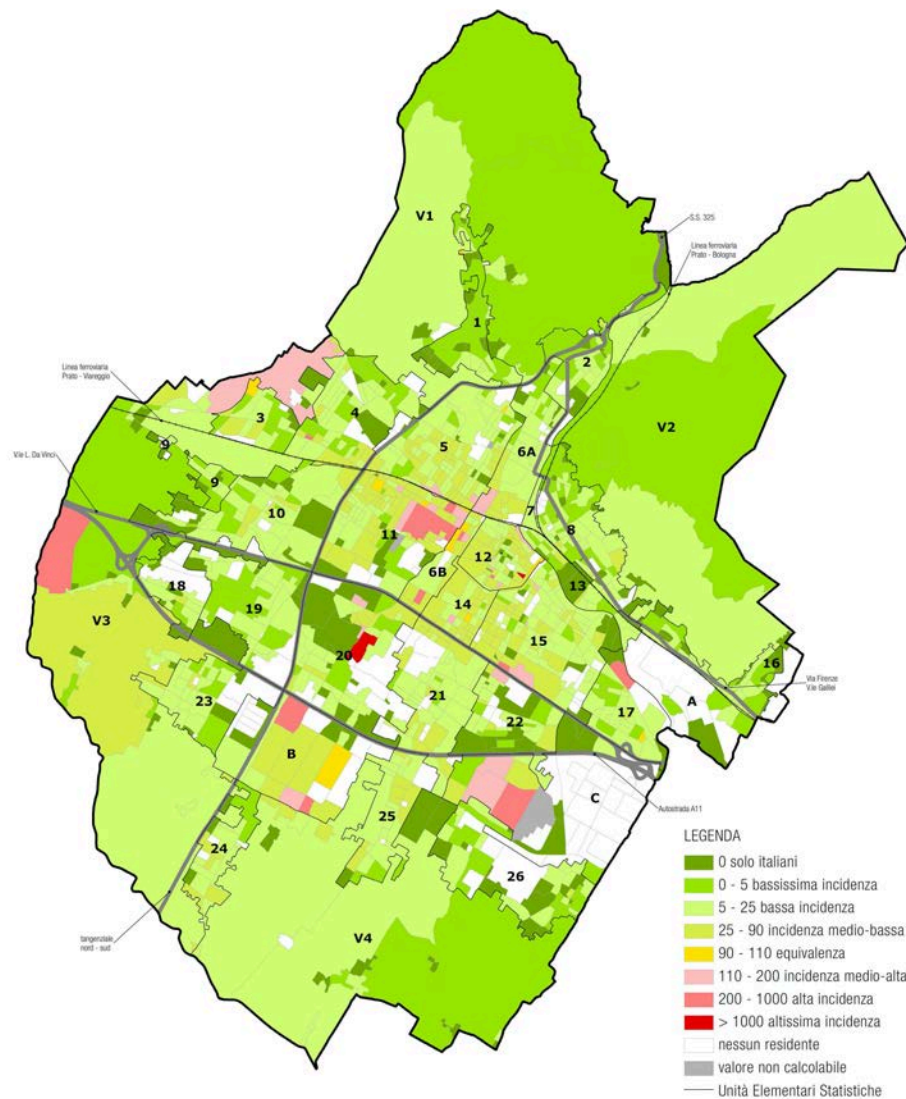 S.S. 325
V1
Linea ferroviaria
Prato - Bologna
1
2
Linea ferroviaria
Prato - Viareggio
3
4
V2
5
9
6A
V.le L. Da Vinci
9
10
7
8
11
12
6B
13
18
19
14
V3
15
20
16
23
21
22
17
A
Via Firenze
V.le Galilei
B
C
25
Autostrada A11
24
26
tangenziale
nord - sud
V4
LEGENDA
0 solo italiani
0 - 5 bassissima incidenza
5 - 25 bassa incidenza
25 - 90 incidenza medio-bassa
90 - 110 equivalenza
110 - 200 incidenza medio-alta
200 - 1000 alta incidenza
> 1000 altissima incidenza
nessun residente
valore non calcolabile
Unità Elementari Statistiche